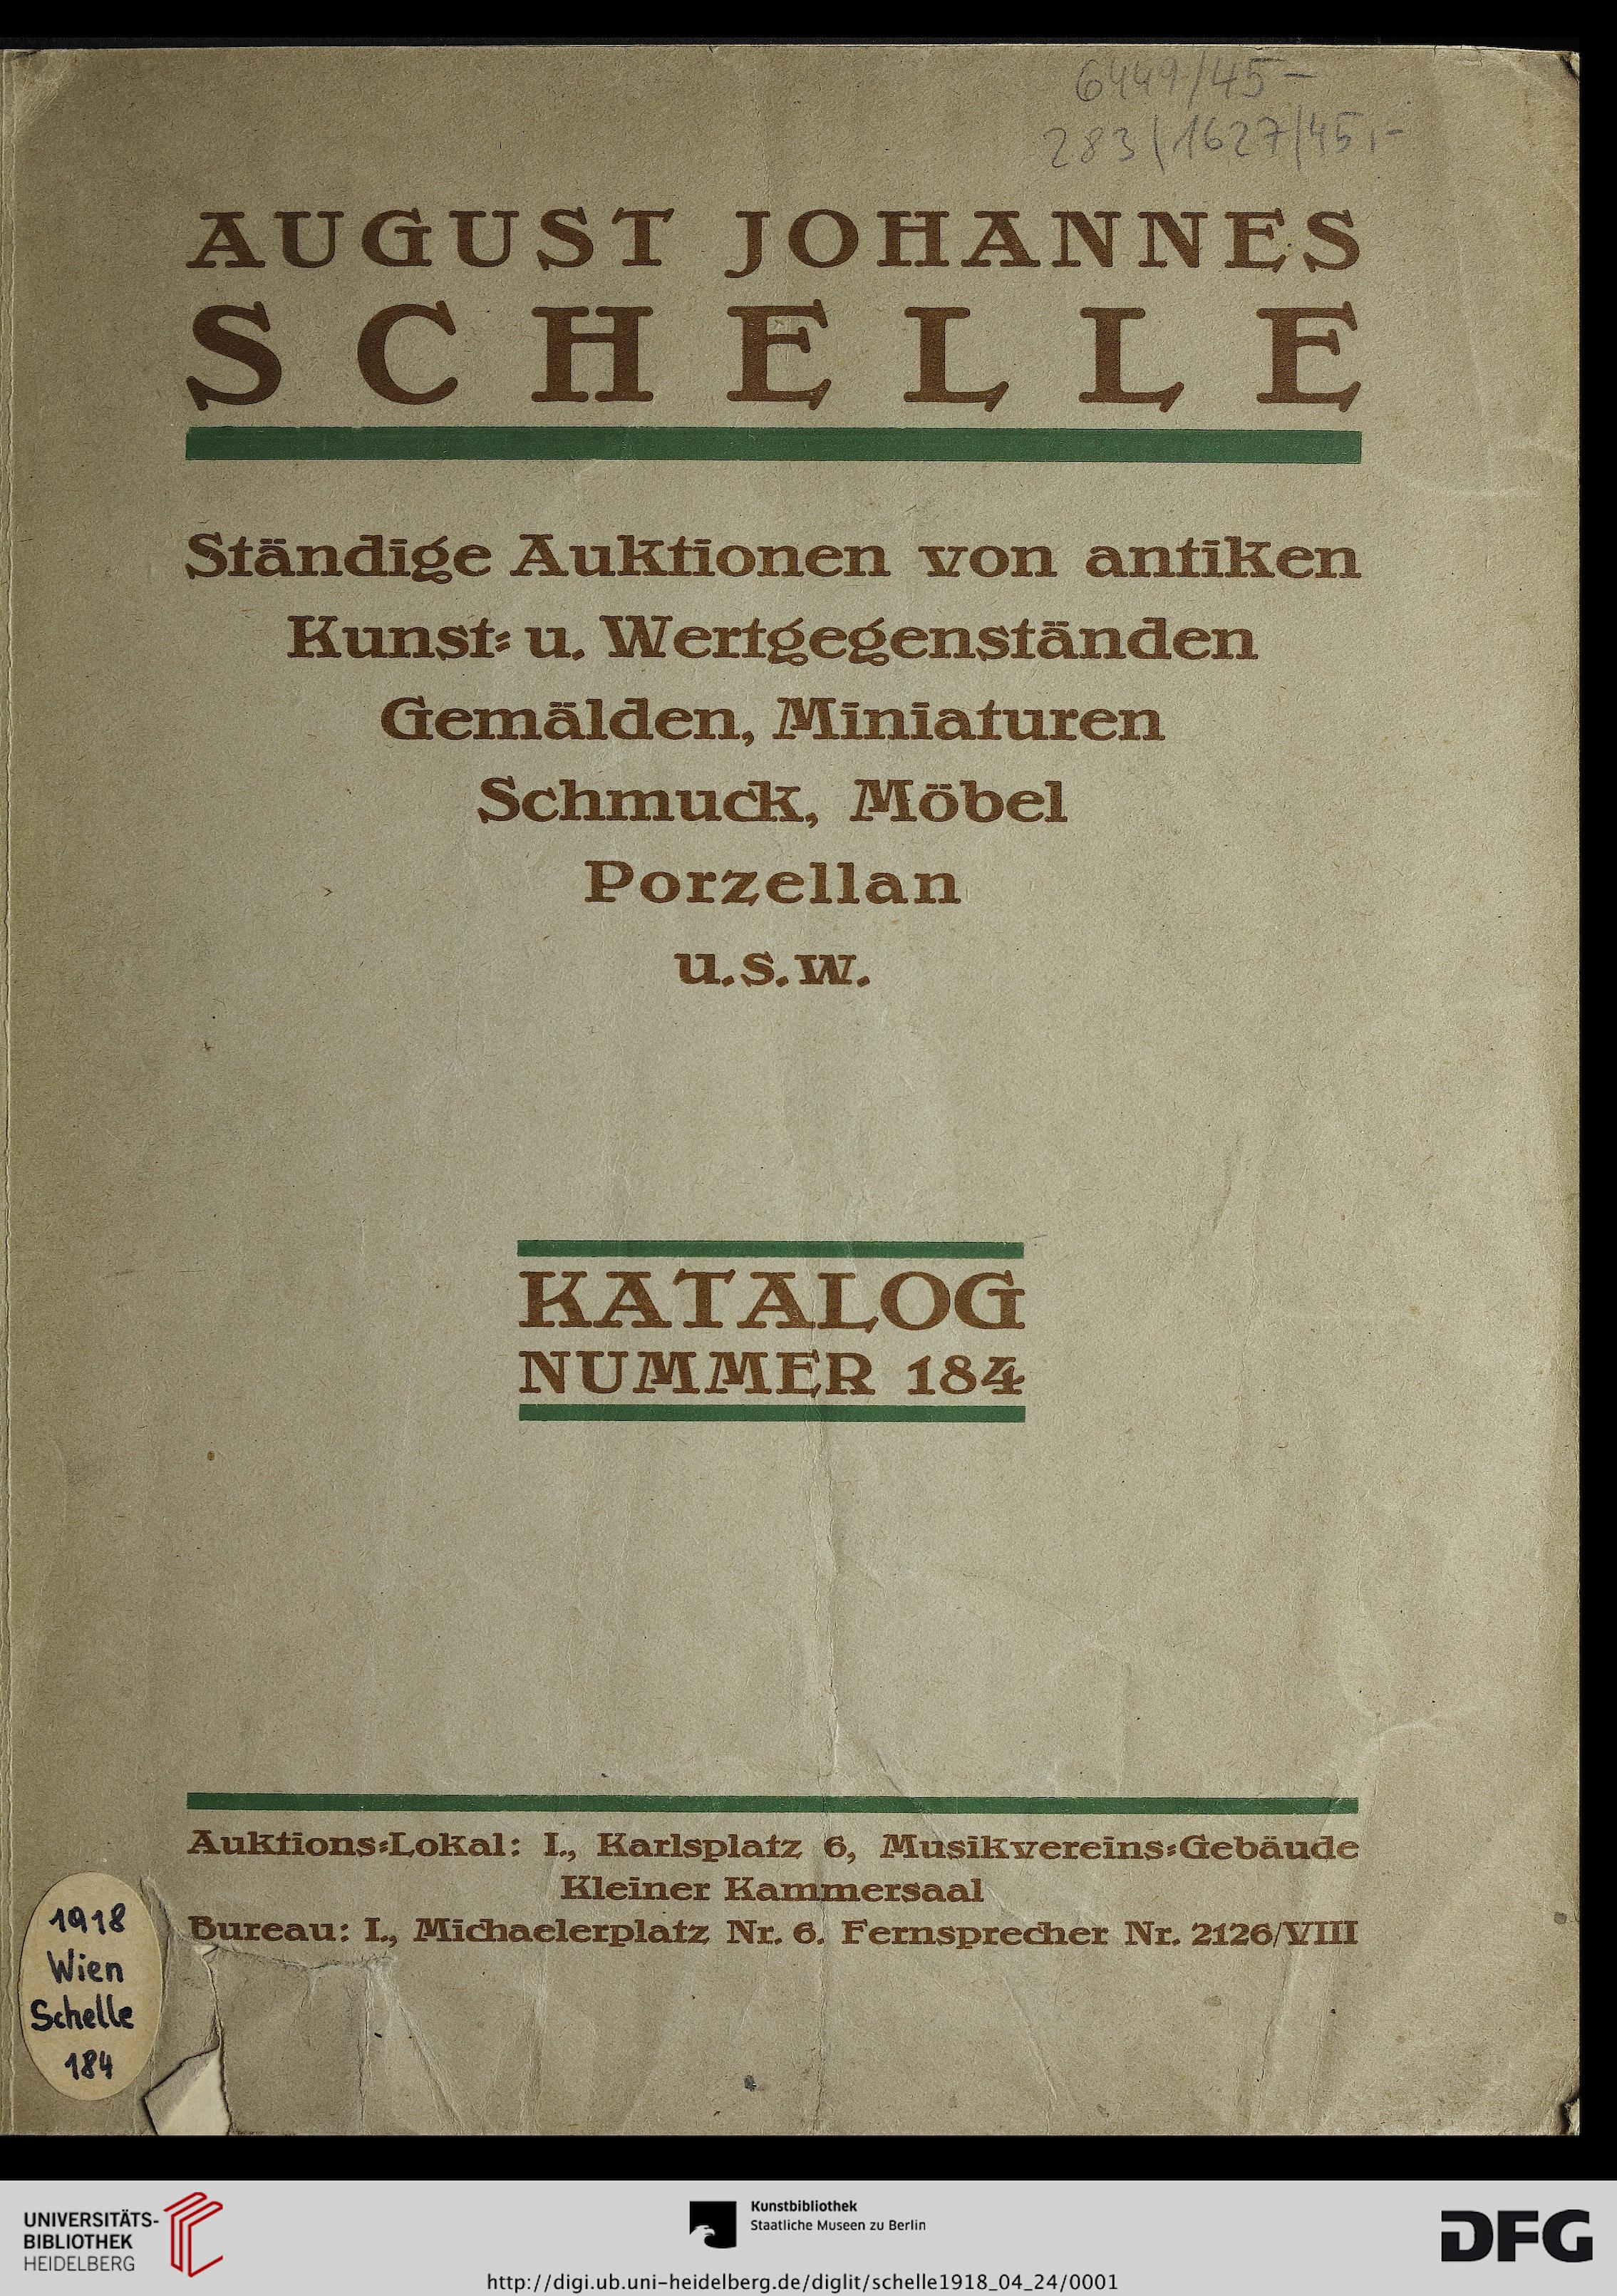 6449/45-
283/1627/45,-
AUGUST JOHANNES
SCHELLE
Ständige Auktionen von antiken
Kunst- u. Wertgegenständen
Gemälden, Miniaturen
Schmuck, Möbel
Porzellan
u.s.w.
KATALOG
NUMMER 184
Auktions-Lokal: I., Karlsplatz 6, Musikvereins-Gebäude
Kleiner Kammersaal
Bureau: I., Michaelerplatz Nr. 6. Fernsprecher Nr. 2126/VIII
1918
Wien
Schelle
184
UNIVERSITÄTS-
BIBLIOTHEK
HEIDELBERG
Kunstbibliothek
Staatliche Museen zu Berlin
DFG
http://digi.ub.uni-heidelberg.de/diglit/schelle1918_04_24/0001